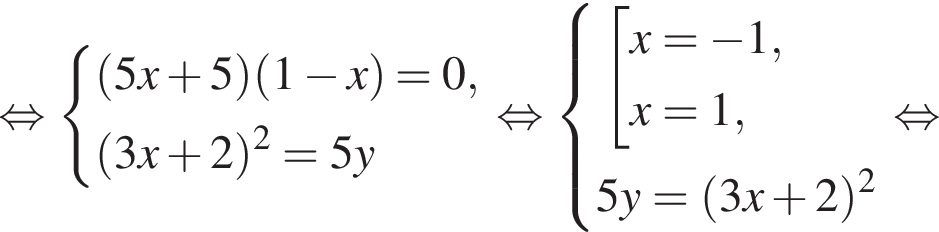 ⇔ { (5x + 5)(1 − x) = 0, (3x + 2)² = 5y ⇔ { [ x = −1, x = 1, 5y = (3x + 2)² ⇔